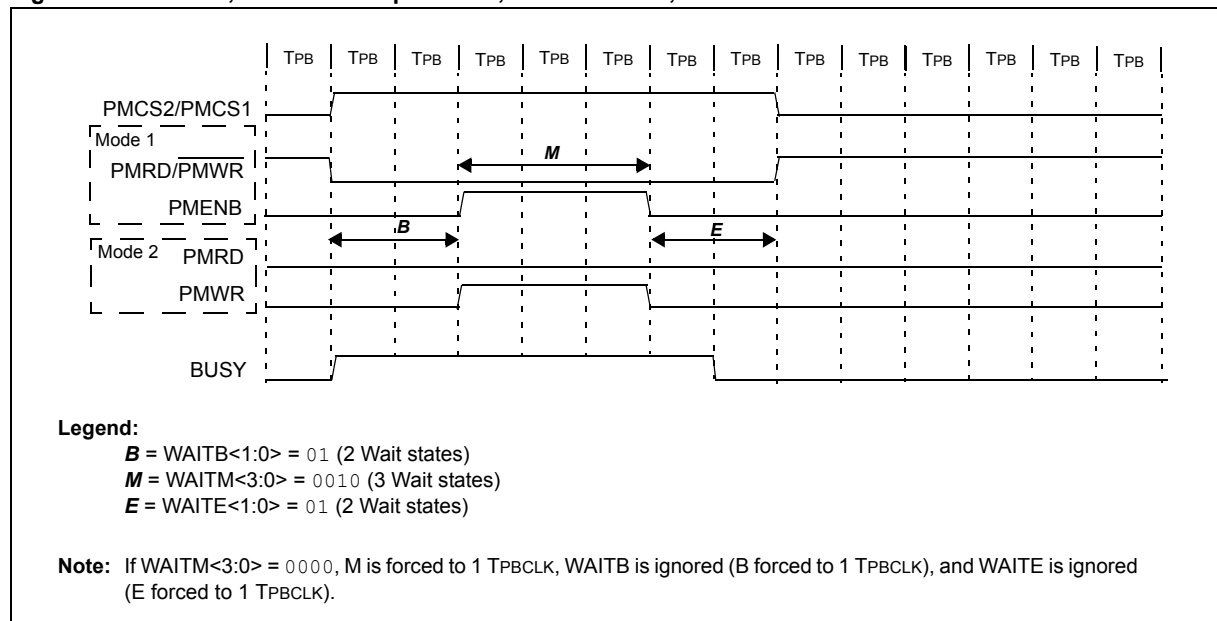 TPB TPB TPB TPB TPB TPB TPB TPB TPB TPB TPB TPB TPB TPB
PMCS2/PMCS1
Mode 1
M
PMRD/PMWR
PMENB
B
E
Mode 2
PMRD
PMWR
BUSY
Legend:
B = WAITB<1:0> = 01 (2 Wait states)
M = WAITM<3:0> = 0010 (3 Wait states)
E = WAITE<1:0> = 01 (2 Wait states)
Note: If WAITM<3:0> = 0000, M is forced to 1 TPBCLK, WAITB is ignored (B forced to 1 TPBCLK), and WAITE is ignored
(E forced to 1 TPBCLK).